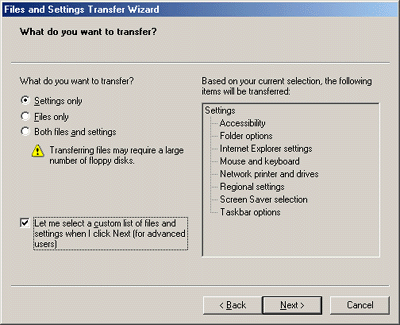 Files and Settings Transfer Wizard
What do you want to transfer?
What do you want to transfer?
Settings only
Files only
Both files and settings
Transferring files may require a large
number of floppy disks.
Let me select a custom list of files and
settings when I click Next (for advanced
users)
Based on your current selection, the following
items will be transferred:
Settings
Accessibility
Folder options
Internet Explorer settings
Mouse and keyboard
Network printer and drives
Regional settings
Screen Saver selection
Taskbar options
< Back
Next >
Cancel